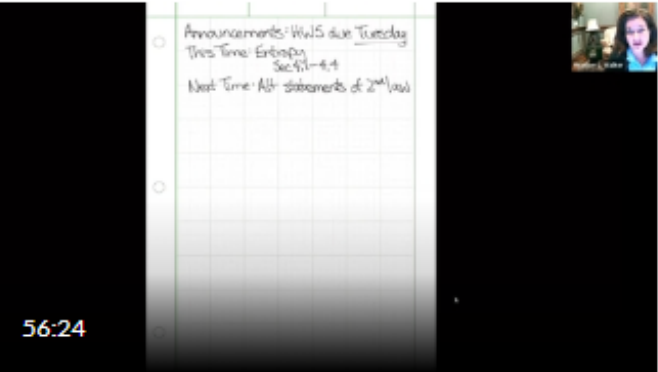 Announcements: HW5 due Tuesday
This Time: Entropy
Sec 4.1-4.4
Next Time: Alt statements of 2nd law
56:24